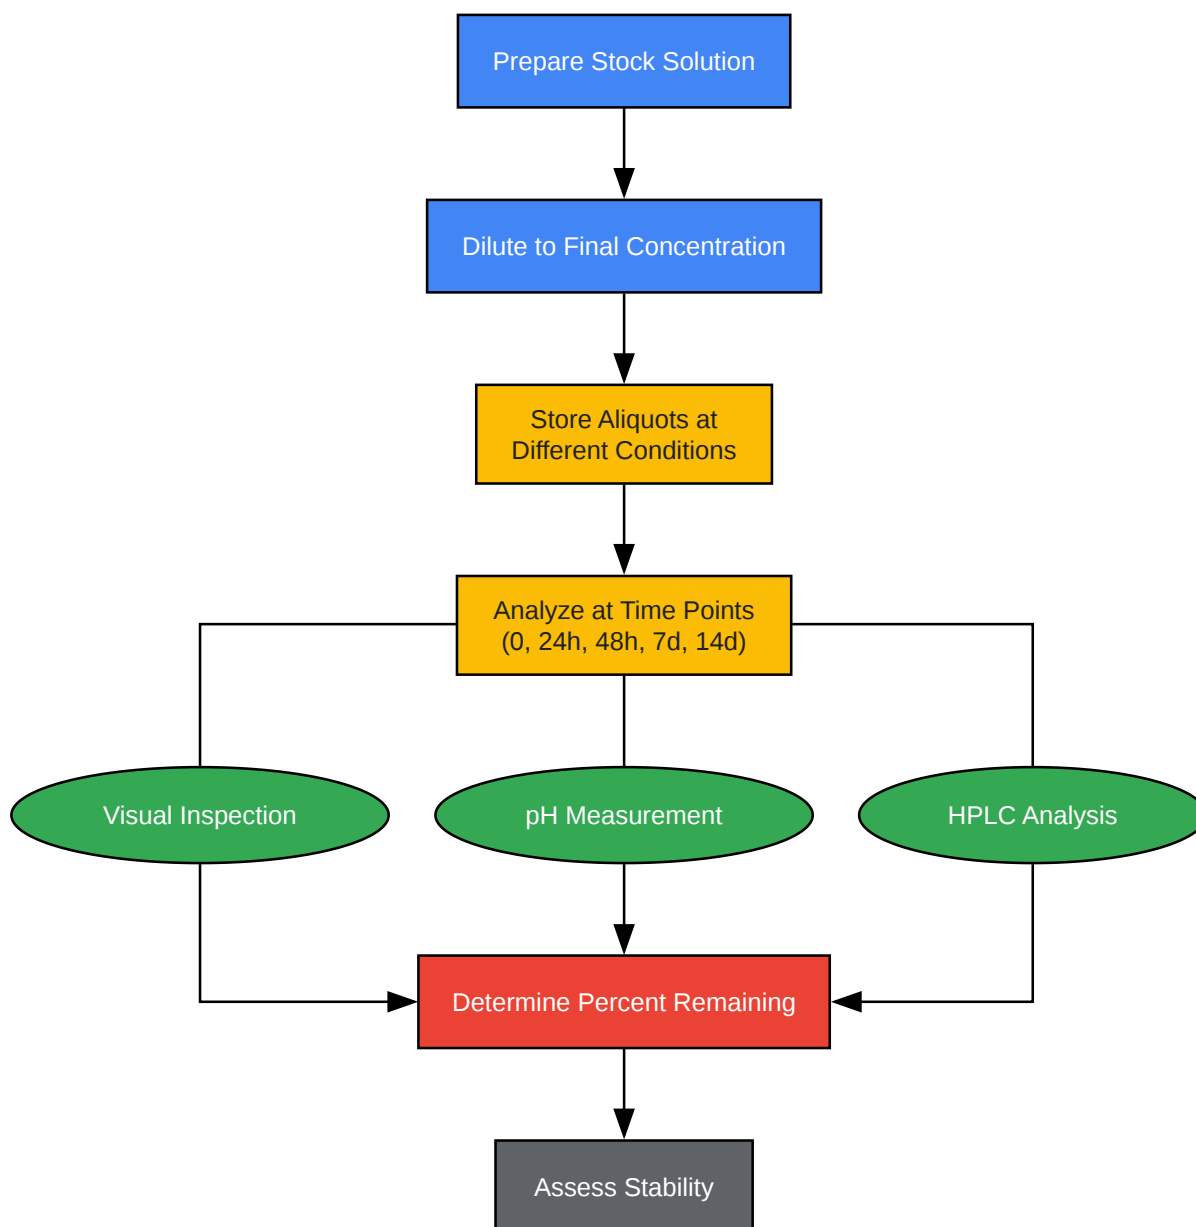 Prepare Stock Solution
Dilute to Final Concentration
Store Aliquots at
Different Conditions
Analyze at Time Points
(0, 24h, 48h, 7d, 14d)
Visual Inspection
pH Measurement
HPLC Analysis
Determine Percent Remaining
Assess Stability